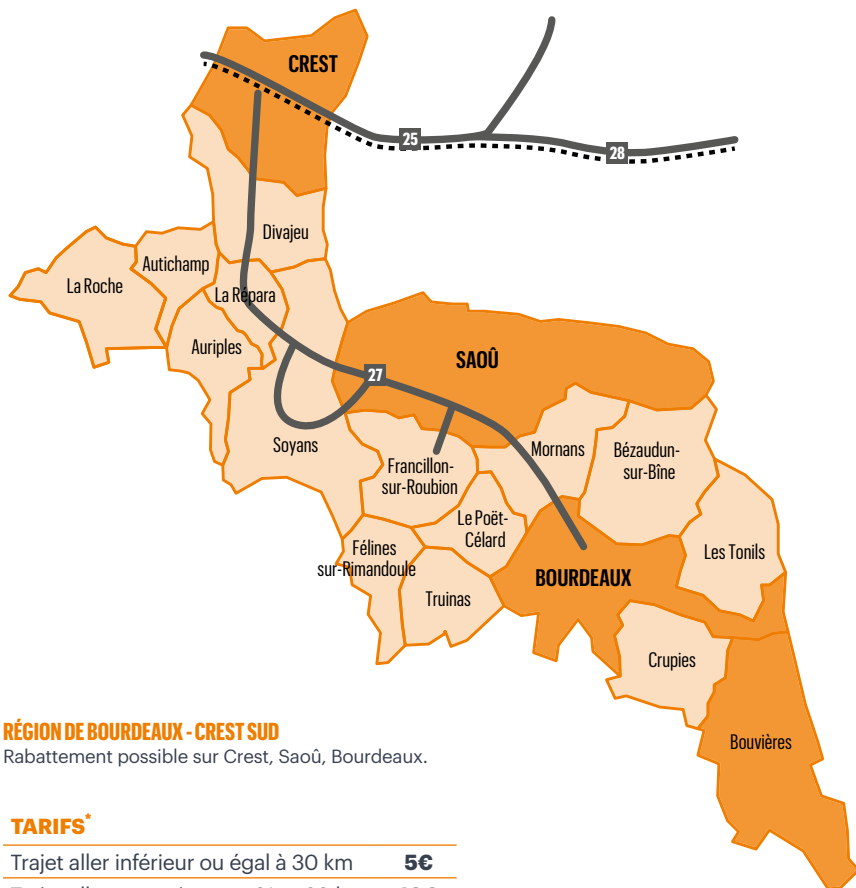 CREST
25
28
Divajeu
Autichamp
La Roche
La Répara
Auriples
SAOÛ
27
Soyans
Mornans
Bézaudun-
sur-Bîne
Francillon-
sur-Roubion
Le Poët-
Célard
Félines
sur-Rimandoule
Les Tonils
BOURDEAUX
Truinas
Crupies
Bouvières
RÉGION DE BOURDEAUX - CREST SUD
Rabattement possible sur Crest, Saoû, Bourdeaux.
TARIFS*
Trajet aller inférieur ou égal à 30 km 5€